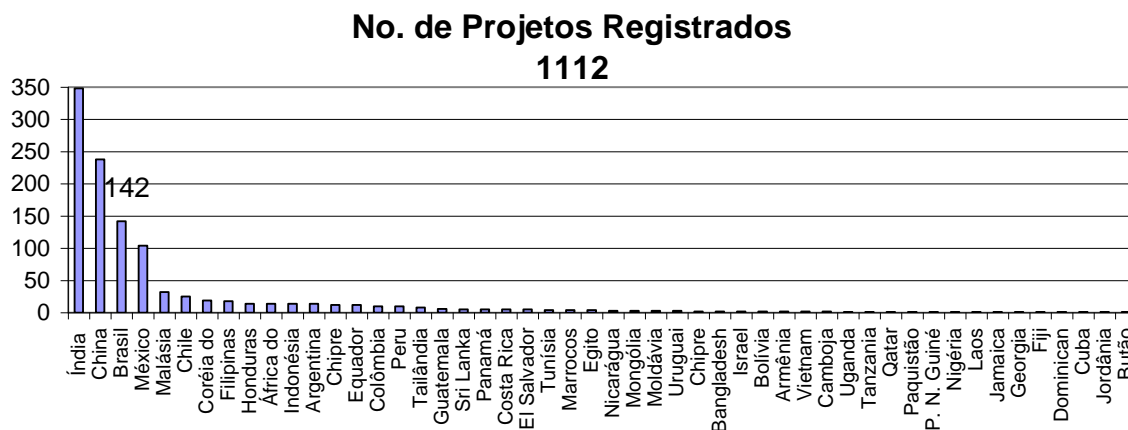 No. de Projetos Registrados
1112
350
300
250
200
150
100
50
0
142
Índia
China
Brasil
México
Malásia
Chile
Coréia do
Filipinas
Honduras
África do
Indonésia
Argentina
Chipre
Equador
Colômbia
Peru
Tailândia
Guatemala
Sri Lanka
Panamá
Costa Rica
El Salvador
Tunísia
Marrocos
Egito
Nicarágua
Mongólia
Moldávia
Uruguai
Chipre
Bangladesh
Israel
Bolívia
Armênia
Vietnam
Camboja
Uganda
Tanzania
Qatar
Paquistão
P. N. Guiné
Nigéria
Laos
Jamaica
Georgia
Fiji
Dominican
Cuba
Jordânia
Butão